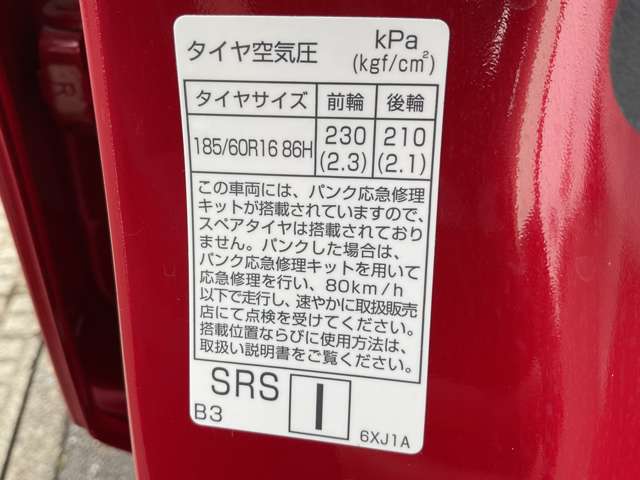 タイヤ空気圧 kPa
(kgf/cm²)
タイヤサイズ 前輪 後輪
185/60R16 86H 230 210
(2.3) (2.1)
この車両には、パンク応急修理
キットが搭載されていますので、
スペアタイヤは搭載されており
ません。パンクした場合は、
パンク応急修理キットを用いて
応急修理を行い、80km/h
以下で走行し、速やかに取扱販売
店にて点検を受けてください。
搭載位置ならびに使用方法は、
取扱い説明書をご覧ください。
SRS I
B3 6XJ1A